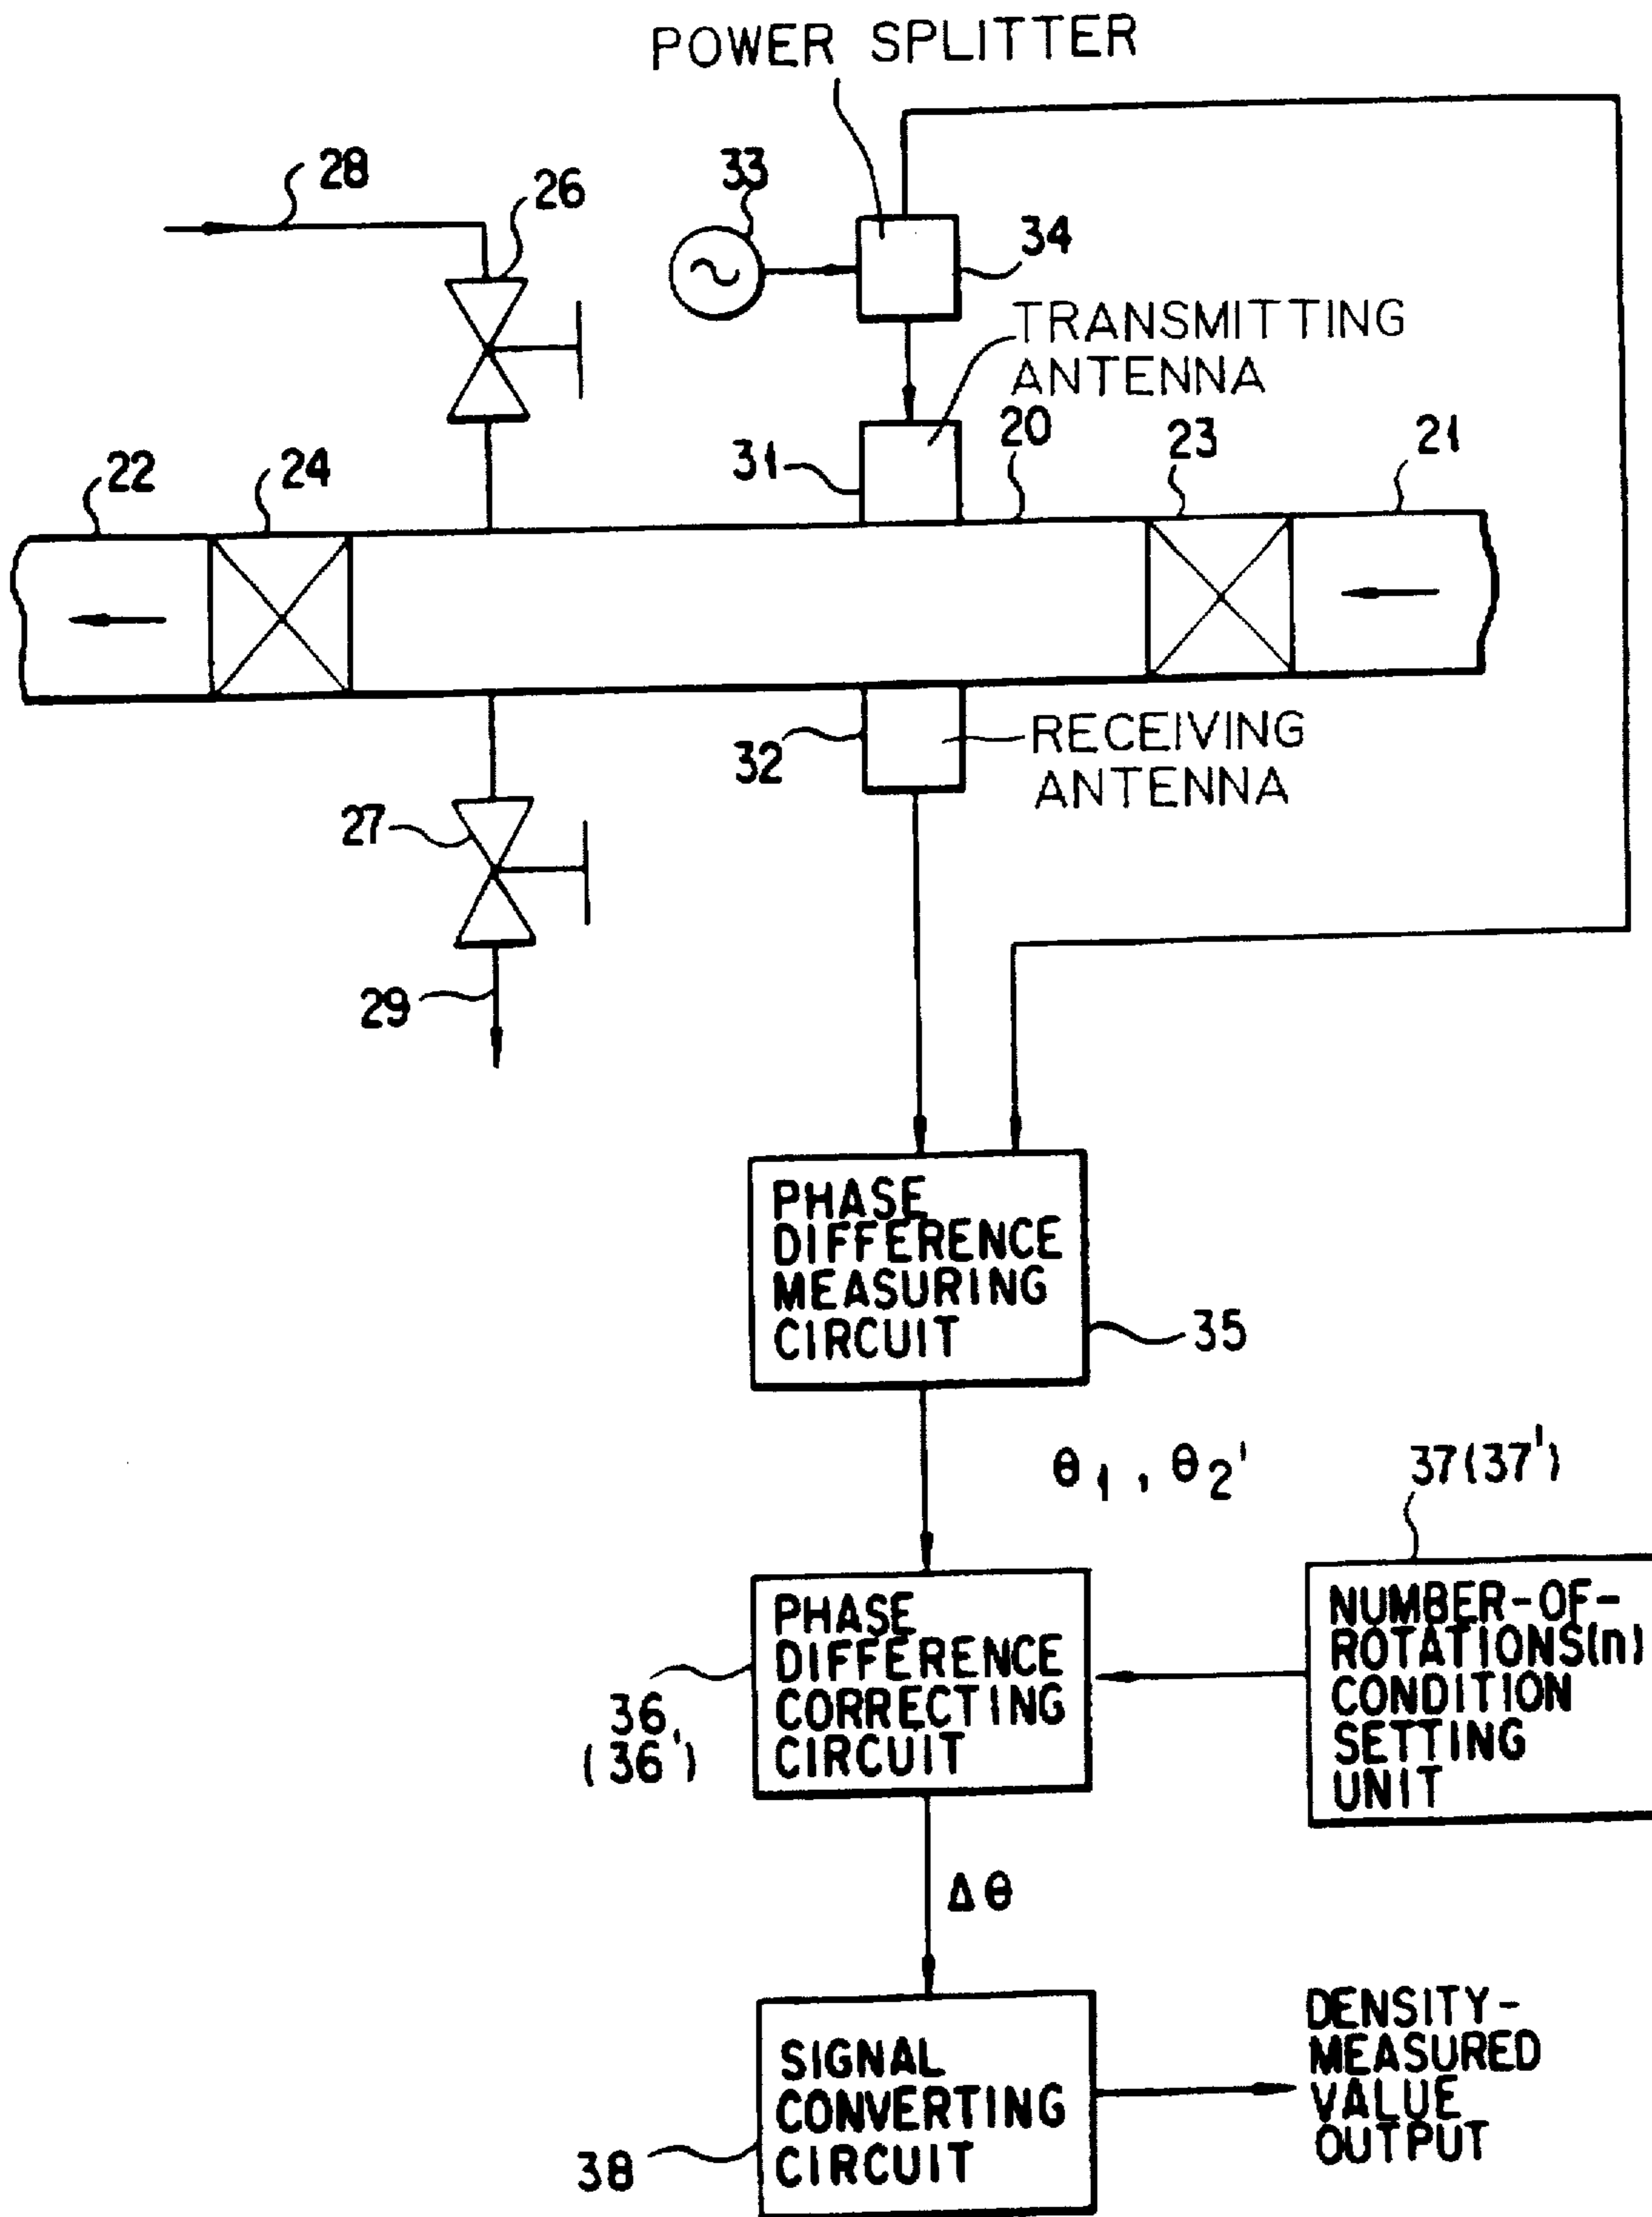 POWER SPLITTER
28
26
33
34
TRANSMITTING
ANTENNA
22
24
31
20
23
21
32
RECEIVING
ANTENNA
27
29
PHASE
DIFFERENCE
MEASURING
CIRCUIT
35
θ1 , θ2'
37(37')
PHASE
DIFFERENCE
CORRECTING
CIRCUIT
36,
(36')
NUMBER-OF-
ROTATIONS(n)
CONDITION
SETTING
UNIT
Δθ
SIGNAL
CONVERTING
CIRCUIT
38
DENSITY-
MEASURED
VALUE
OUTPUT